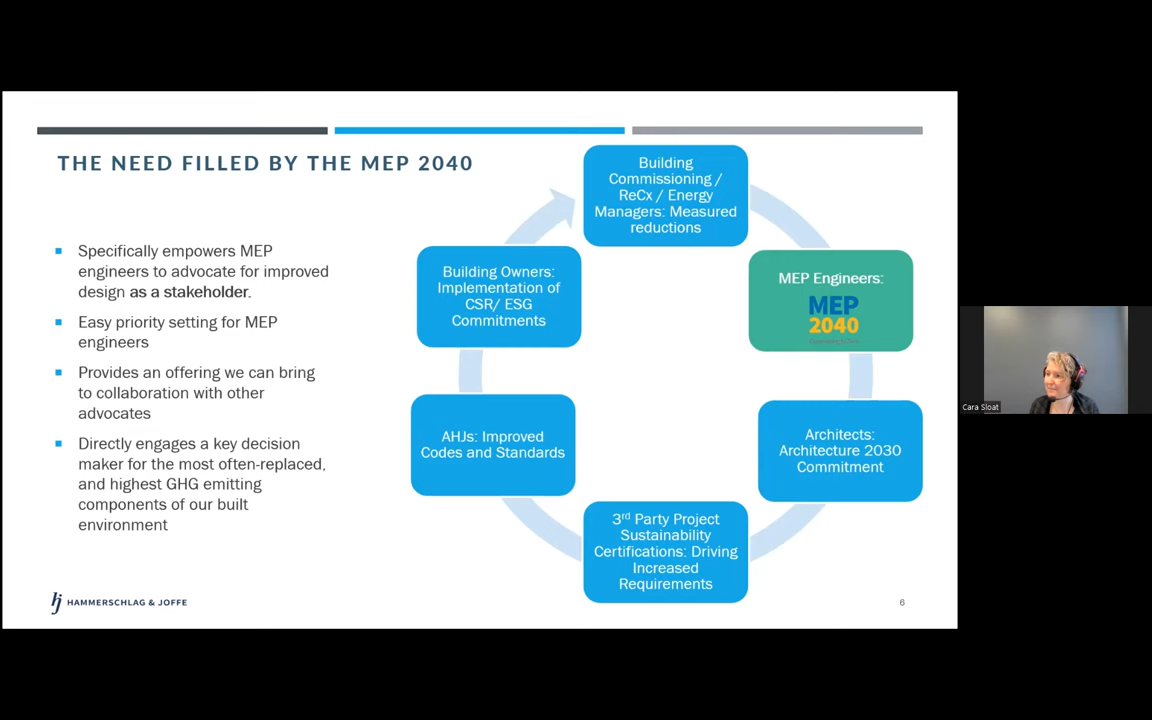 THE NEED FILLED BY THE MEP 2040
Specifically empowers MEP
engineers to advocate for improved
design as a stakeholder.
Easy priority setting for MEP
engineers
Provides an offering we can bring
to collaboration with other
advocates
Directly engages a key decision
maker for the most often-replaced,
and highest GHG emitting
components of our built
environment
Building
Commissioning /
ReCx / Energy
Managers: Measured
reductions
MEP Engineers:
MEP
2040
Architects:
Architecture 2030
Commitment
3rd Party Project
Sustainability
Certifications: Driving
Increased
Requirements
AHJs: Improved
Codes and Standards
Building Owners:
Implementation of
CSR/ ESG
Commitments
hj HAMMERSCHLAG & JOFFE
6
Cara Sloat